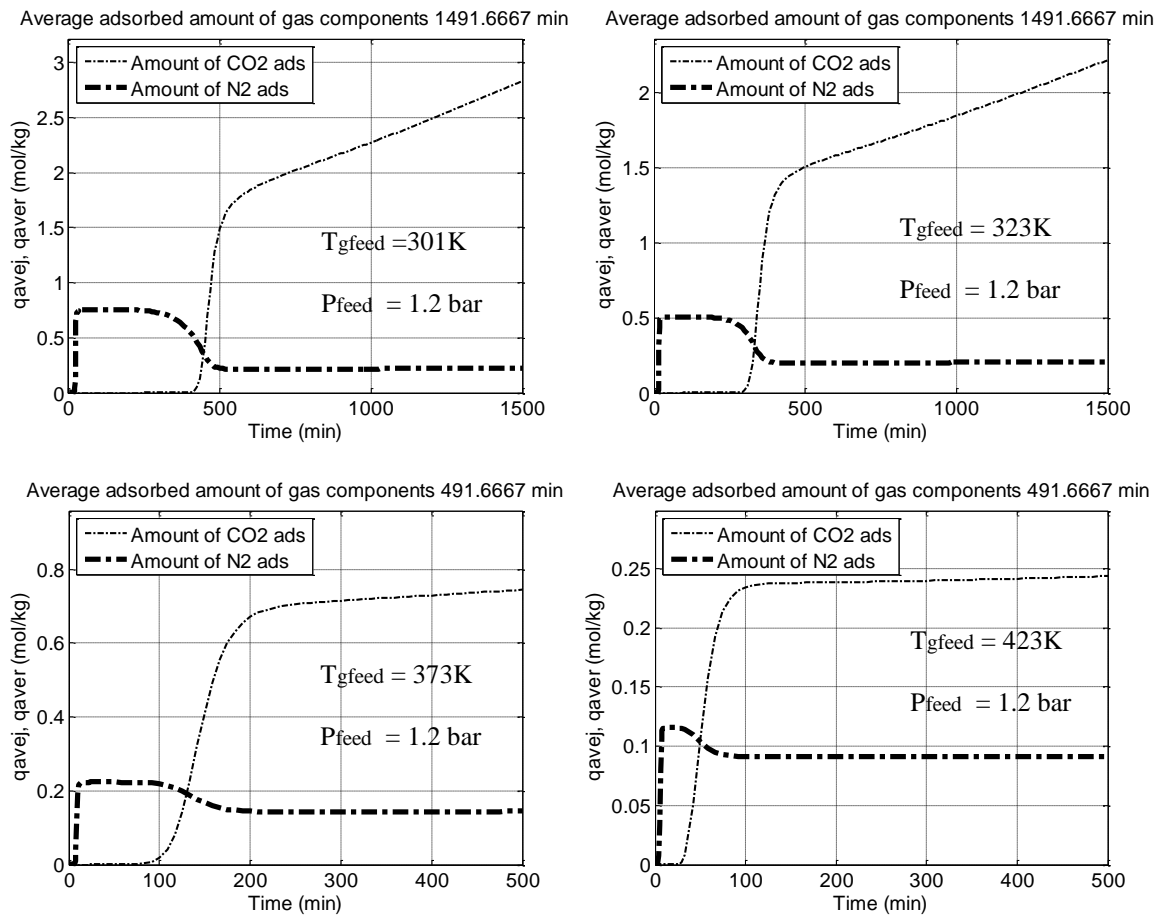 Average adsorbed amount of gas components 1491.6667 min
Amount of CO2 ads
Amount of N2 ads
3
2.5
2
1.5
1
0.5
0
qavej, qaver (mol/kg)
Tgfeed =301K
Pfeed = 1.2 bar
0 500 1000 1500
Time (min)
Average adsorbed amount of gas components 1491.6667 min
Amount of CO2 ads
Amount of N2 ads
2
1.5
1
0.5
0
qavej, qaver (mol/kg)
Tgfeed = 323K
Pfeed = 1.2 bar
0 500 1000 1500
Time (min)
Average adsorbed amount of gas components 491.6667 min
Amount of CO2 ads
Amount of N2 ads
0.8
0.6
0.4
0.2
0
qavej, qaver (mol/kg)
Tgfeed = 373K
Pfeed = 1.2 bar
0 100 200 300 400 500
Time (min)
Average adsorbed amount of gas components 491.6667 min
Amount of CO2 ads
Amount of N2 ads
0.25
0.2
0.15
0.1
0.05
0
qavej, qaver (mol/kg)
Tgfeed = 423K
Pfeed = 1.2 bar
0 100 200 300 400 500
Time (min)